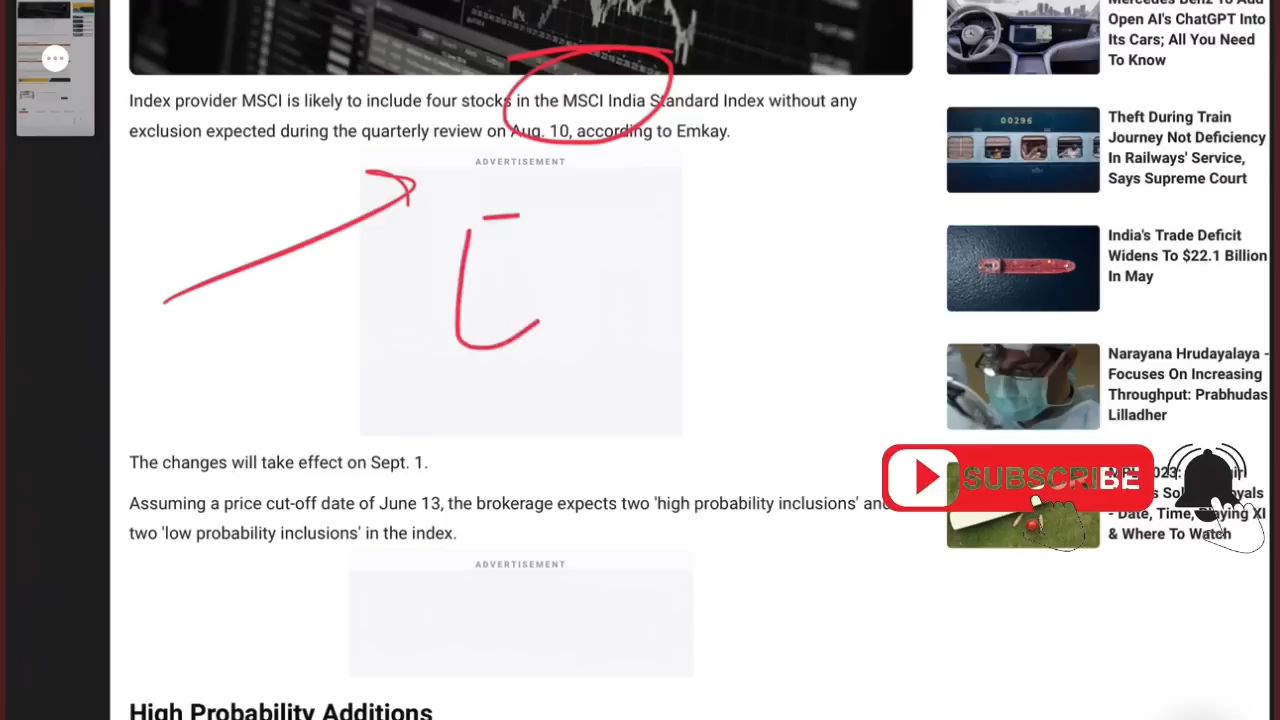 Index provider MSCI is likely to include four stocks in the MSCI India Standard Index without any
exclusion expected during the quarterly review on Aug. 10, according to Emkay.
ADVERTISEMENT
The changes will take effect on Sept. 1.
Assuming a price cut-off date of June 13, the brokerage expects two 'high probability inclusions' and
two 'low probability inclusions' in the index.
ADVERTISEMENT
High Probability Additions
Mercedes Benz To Add
Open AI's ChatGPT Into
Its Cars; All You Need
To Know
00296
Theft During Train
Journey Not Deficiency
In Railways' Service,
Says Supreme Court
India's Trade Deficit
Widens To $22.1 Billion
In May
Narayana Hrudayalaya -
Focuses On Increasing
Throughput: Prabhudas
Lilladher
SUBSCRIBE
- Date, Time, Playing XI
& Where To Watch